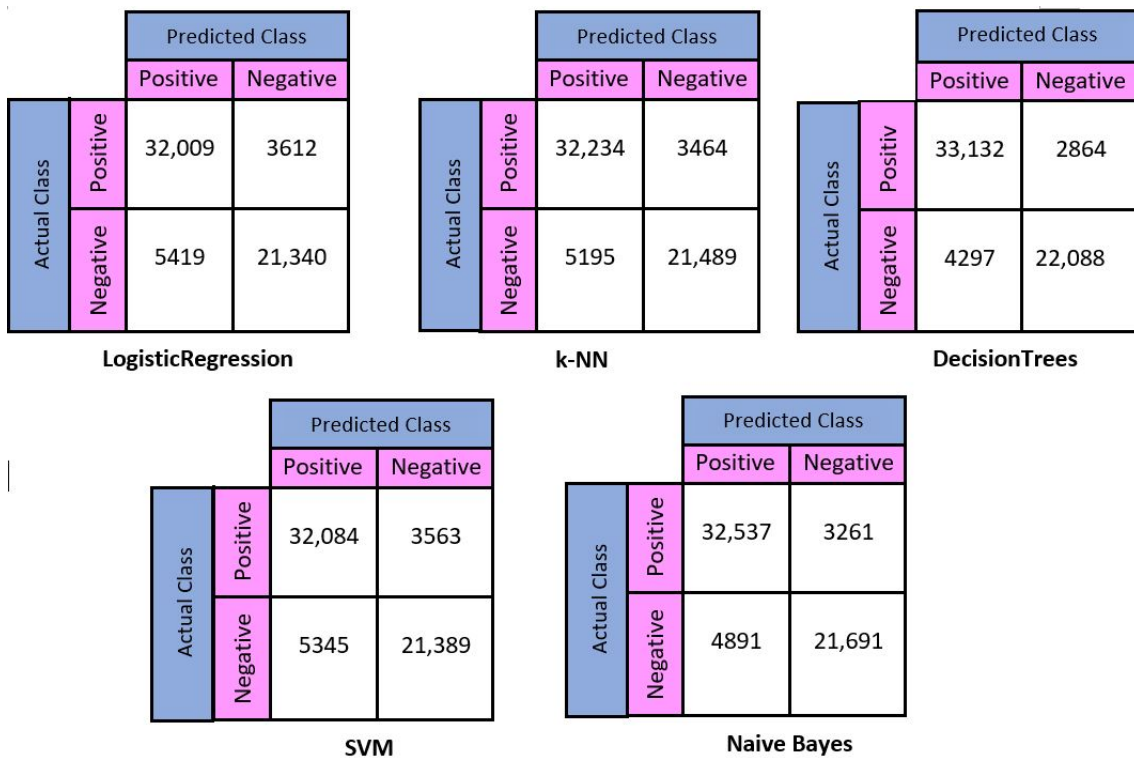 Predicted Class
Positive Negative
Actual Class
Positive 32,009 3612
Negative 5419 21,340
LogisticRegression
Predicted Class
Positive Negative
Actual Class
Positive 32,234 3464
Negative 5195 21,489
k-NN
Predicted Class
Positive Negative
Actual Class
Positiv 33,132 2864
Negative 4297 22,088
DecisionTrees
Predicted Class
Positive Negative
Actual Class
Positive 32,084 3563
Negative 5345 21,389
SVM
Predicted Class
Positive Negative
Actual Class
Positive 32,537 3261
Negative 4891 21,691
Naive Bayes